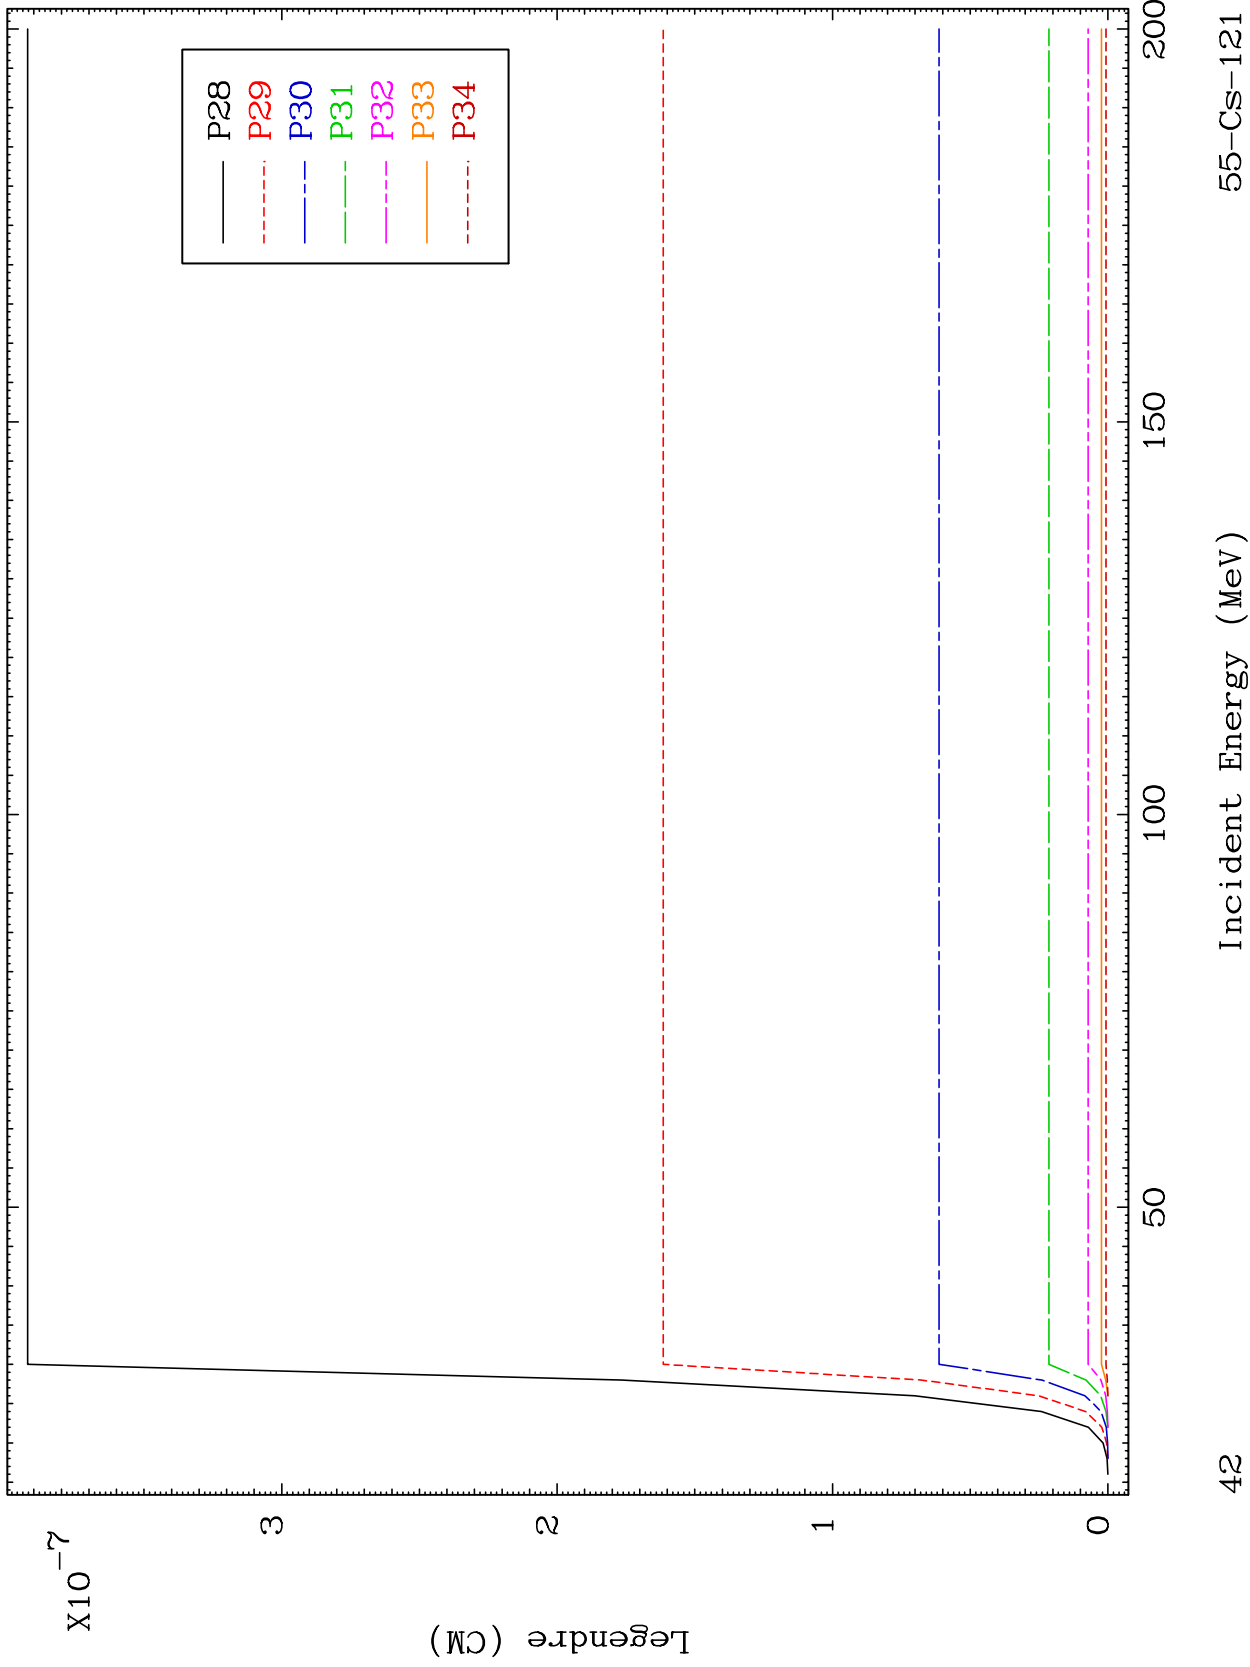 X10-7
Legendre (CM)
3
2
1
0
50
100
150
200
P28
P29
P30
P31
P32
P33
P34
42
Incident Energy (MeV)
55-Cs-121